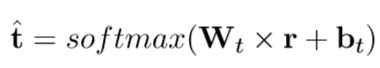 t̂ = softmax(W_t × r + b_t)